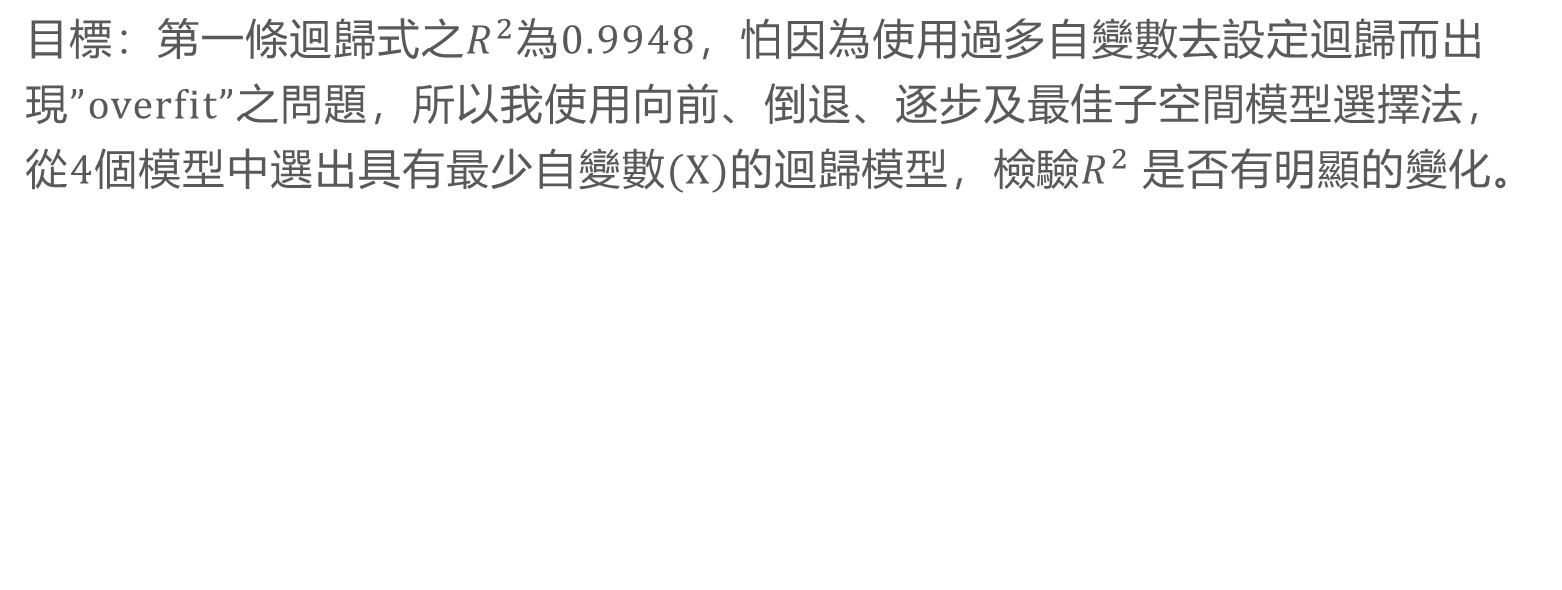 目標：第一條迴歸式之R²為0.9948，怕因為使用過多自變數去設定迴歸而出
現”overfit”之問題，所以我使用向前、倒退、逐步及最佳子空間模型選擇法，
從4個模型中選出具有最少自變數(X)的迴歸模型，檢驗R² 是否有明顯的變化。